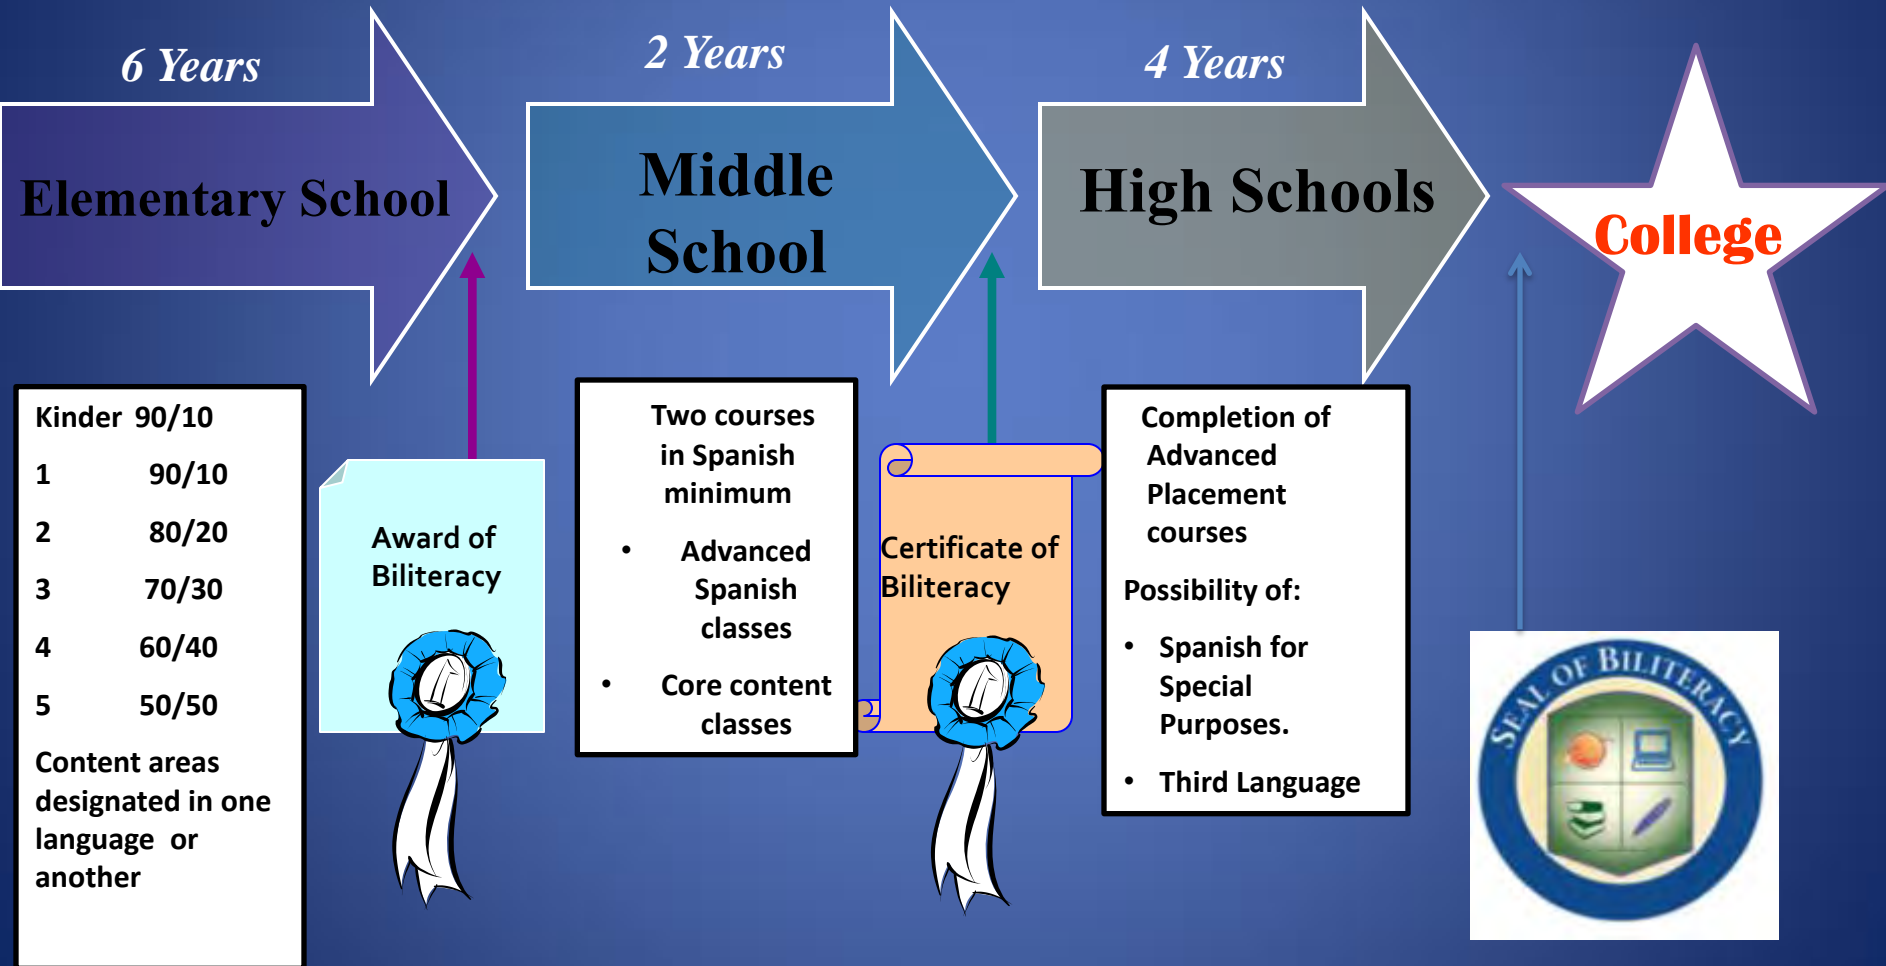 6 Years
Elementary School
2 Years
Middle
School
4 Years
High Schools
College
Kinder 90/10
1 90/10
2 80/20
3 70/30
4 60/40
5 50/50
Content areas
designated in one
language or
another
Award of
Biliteracy
Two courses
in Spanish
minimum
• Advanced
Spanish
classes
• Core content
classes
Certificate of
Biliteracy
Completion of
Advanced
Placement
courses
Possibility of:
• Spanish for
Special
Purposes.
• Third Language
SEAL OF BILITERACY